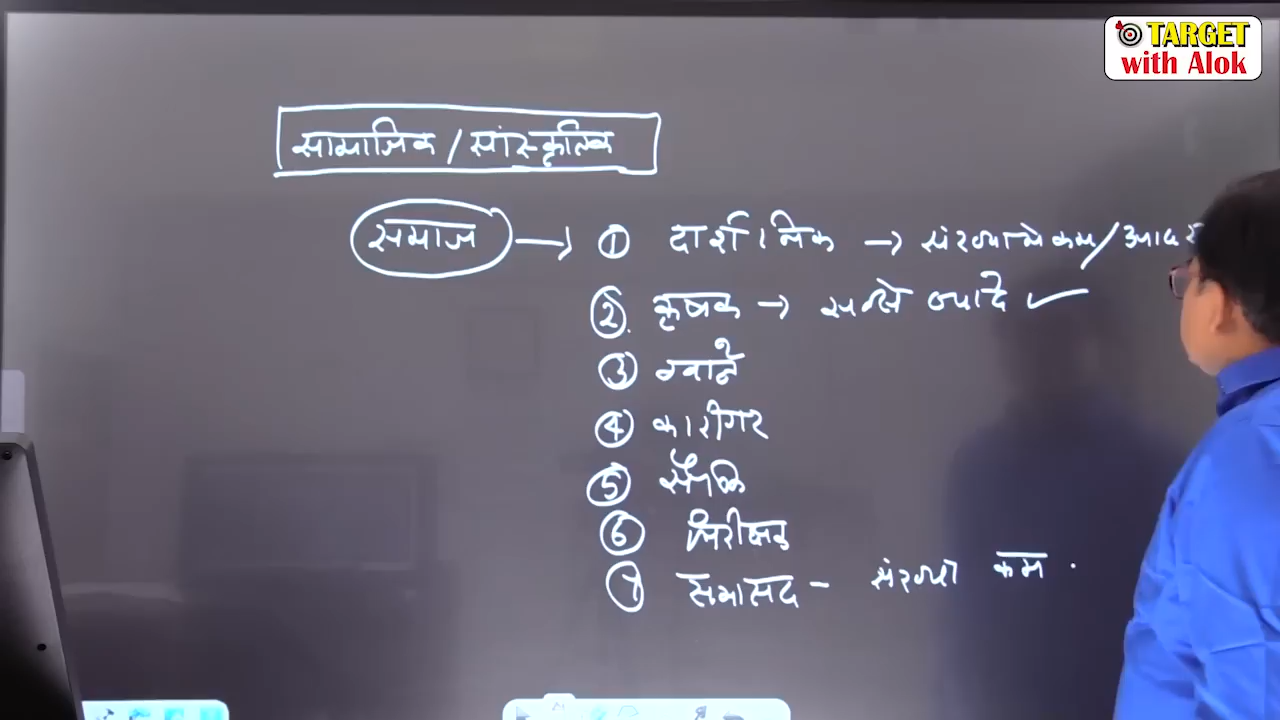 TARGET
with Alok
सामाजिक / सांस्कृतिक
समाज → ① दार्शनिक → संख्या मे कम /
② कृषक → सबसे ज्यादे ✓
③ ग्वाले
④ कारीगर
⑤ सैनिक
⑥ निरीक्षक
⑦ सभासद - संख्या कम .